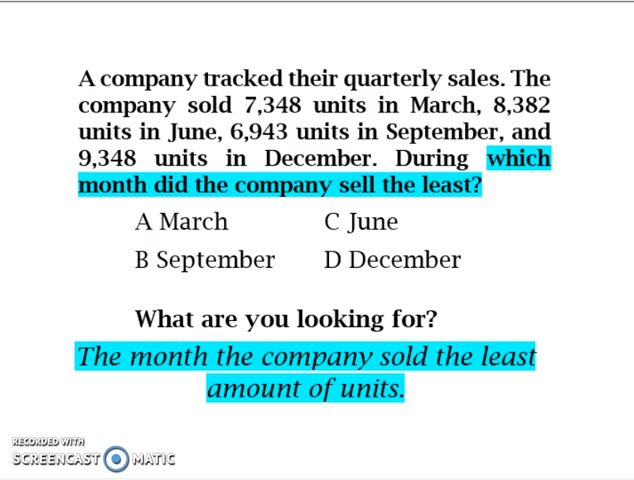 A company tracked their quarterly sales. The
company sold 7,348 units in March, 8,382
units in June, 6,943 units in September, and
9,348 units in December. During which
month did the company sell the least?
A March C June
B September D December
What are you looking for?
The month the company sold the least
amount of units.
RECORDED WITH
SCREENCAST MATIC